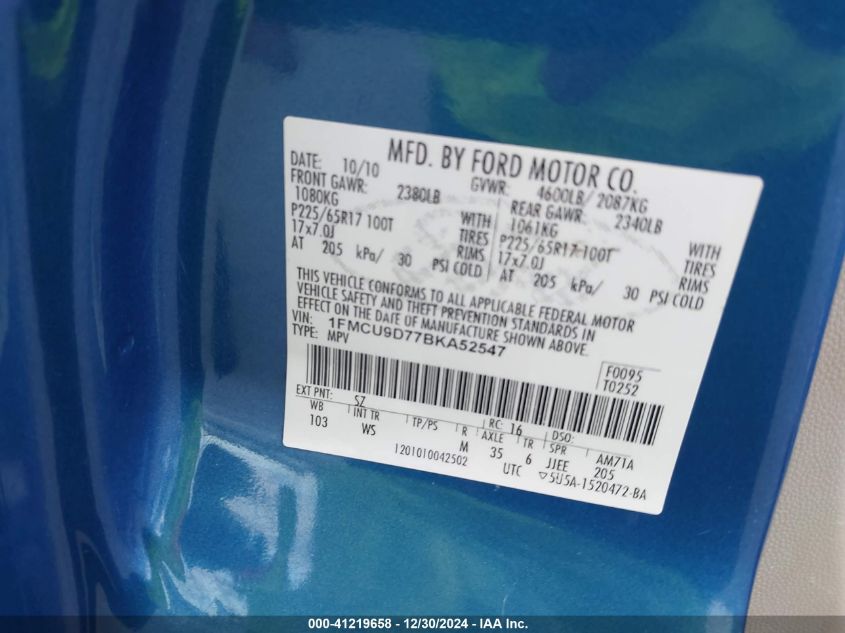 MFD. BY FORD MOTOR CO.
DATE: 10/10 GVWR: 4600LB/ 2087KG
FRONT GAWR: 2380LB REAR GAWR: 2340LB
1080KG WITH 1061KG WITH
P225/65R17 100T TIRES P225/65R17 100T TIRES
17x7.0J RIMS 17x7.0J RIMS
AT 205 kPa/ 30 PSI COLD AT 205 kPa/ 30 PSI COLD
THIS VEHICLE CONFORMS TO ALL APPLICABLE FEDERAL MOTOR
VEHICLE SAFETY AND THEFT PREVENTION STANDARDS IN
EFFECT ON THE DATE OF MANUFACTURE SHOWN ABOVE.
VIN: 1FMCU9D77BKA52547
TYPE: MPV
F0095
T0252
EXT PNT: SZ RC: 16 DSO:
WB INT TR TP/PS R AXLE TR SPR AM71A
103 WS M 35 6 JJEE 205
1201010042502 UTC ▽5U5A-1520472-BA
000-41219658 - 12/30/2024 - IAA Inc.